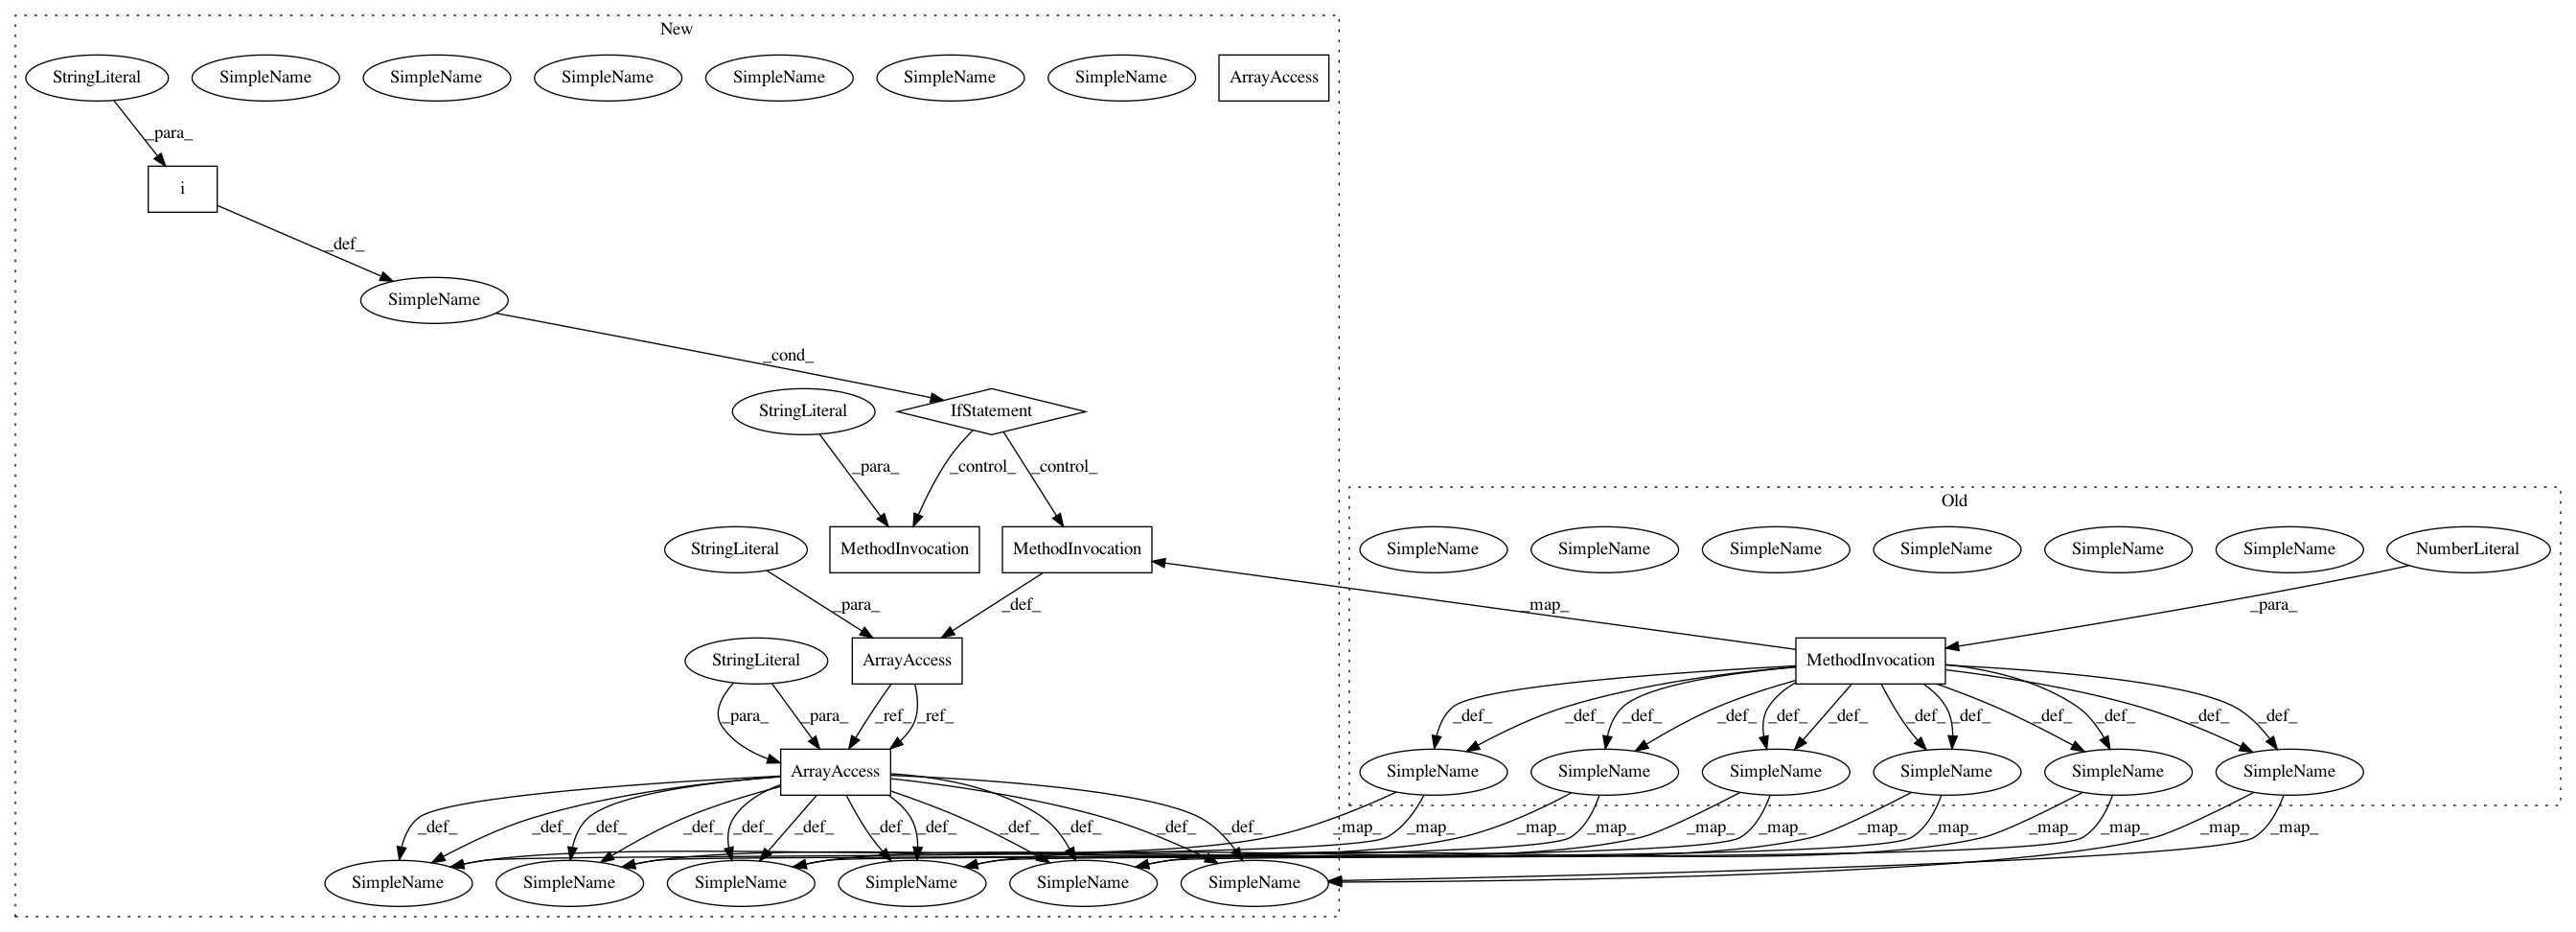 New
StringLiteral SimpleName SimpleName SimpleName SimpleName SimpleName SimpleName ArrayAccess
_para_
i
_def_
SimpleName
_cond_
StringLiteral IfStatement
_para_ _control_ _control_
Old
StringLiteral MethodInvocation MethodInvocation SimpleName SimpleName SimpleName SimpleName SimpleName SimpleName NumberLiteral
_para_ _def_ _map_ _para_
StringLiteral ArrayAccess MethodInvocation
_para_ _para_ _ref_ _ref_ _def_ _def_ _def_ _def_ _def_ _def_ _def_ _def_ _def_ _def_ _def_ _def_
ArrayAccess SimpleName SimpleName SimpleName SimpleName SimpleName SimpleName
_def_ _def_ _def_ _def_ _def_ _def_ _def_ _def_ _def_ _def_ _def_ _def_ _map_ _map_ _map_ _map_ _map_ _map_ _map_ _map_ _map_ _map_ _map_ _map_
SimpleName SimpleName SimpleName SimpleName SimpleName SimpleName